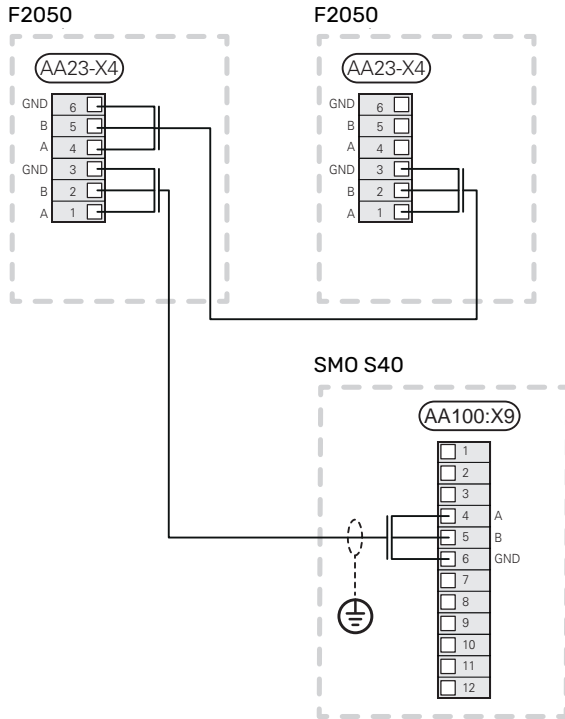 F2050
AA23-X4
GND 6
B 5
A 4
GND 3
B 2
A 1
F2050
AA23-X4
GND 6
B 5
A 4
GND 3
B 2
A 1
SMO S40
AA100:X9
1
2
3
4 A
5 B
6 GND
7
8
9
10
11
12